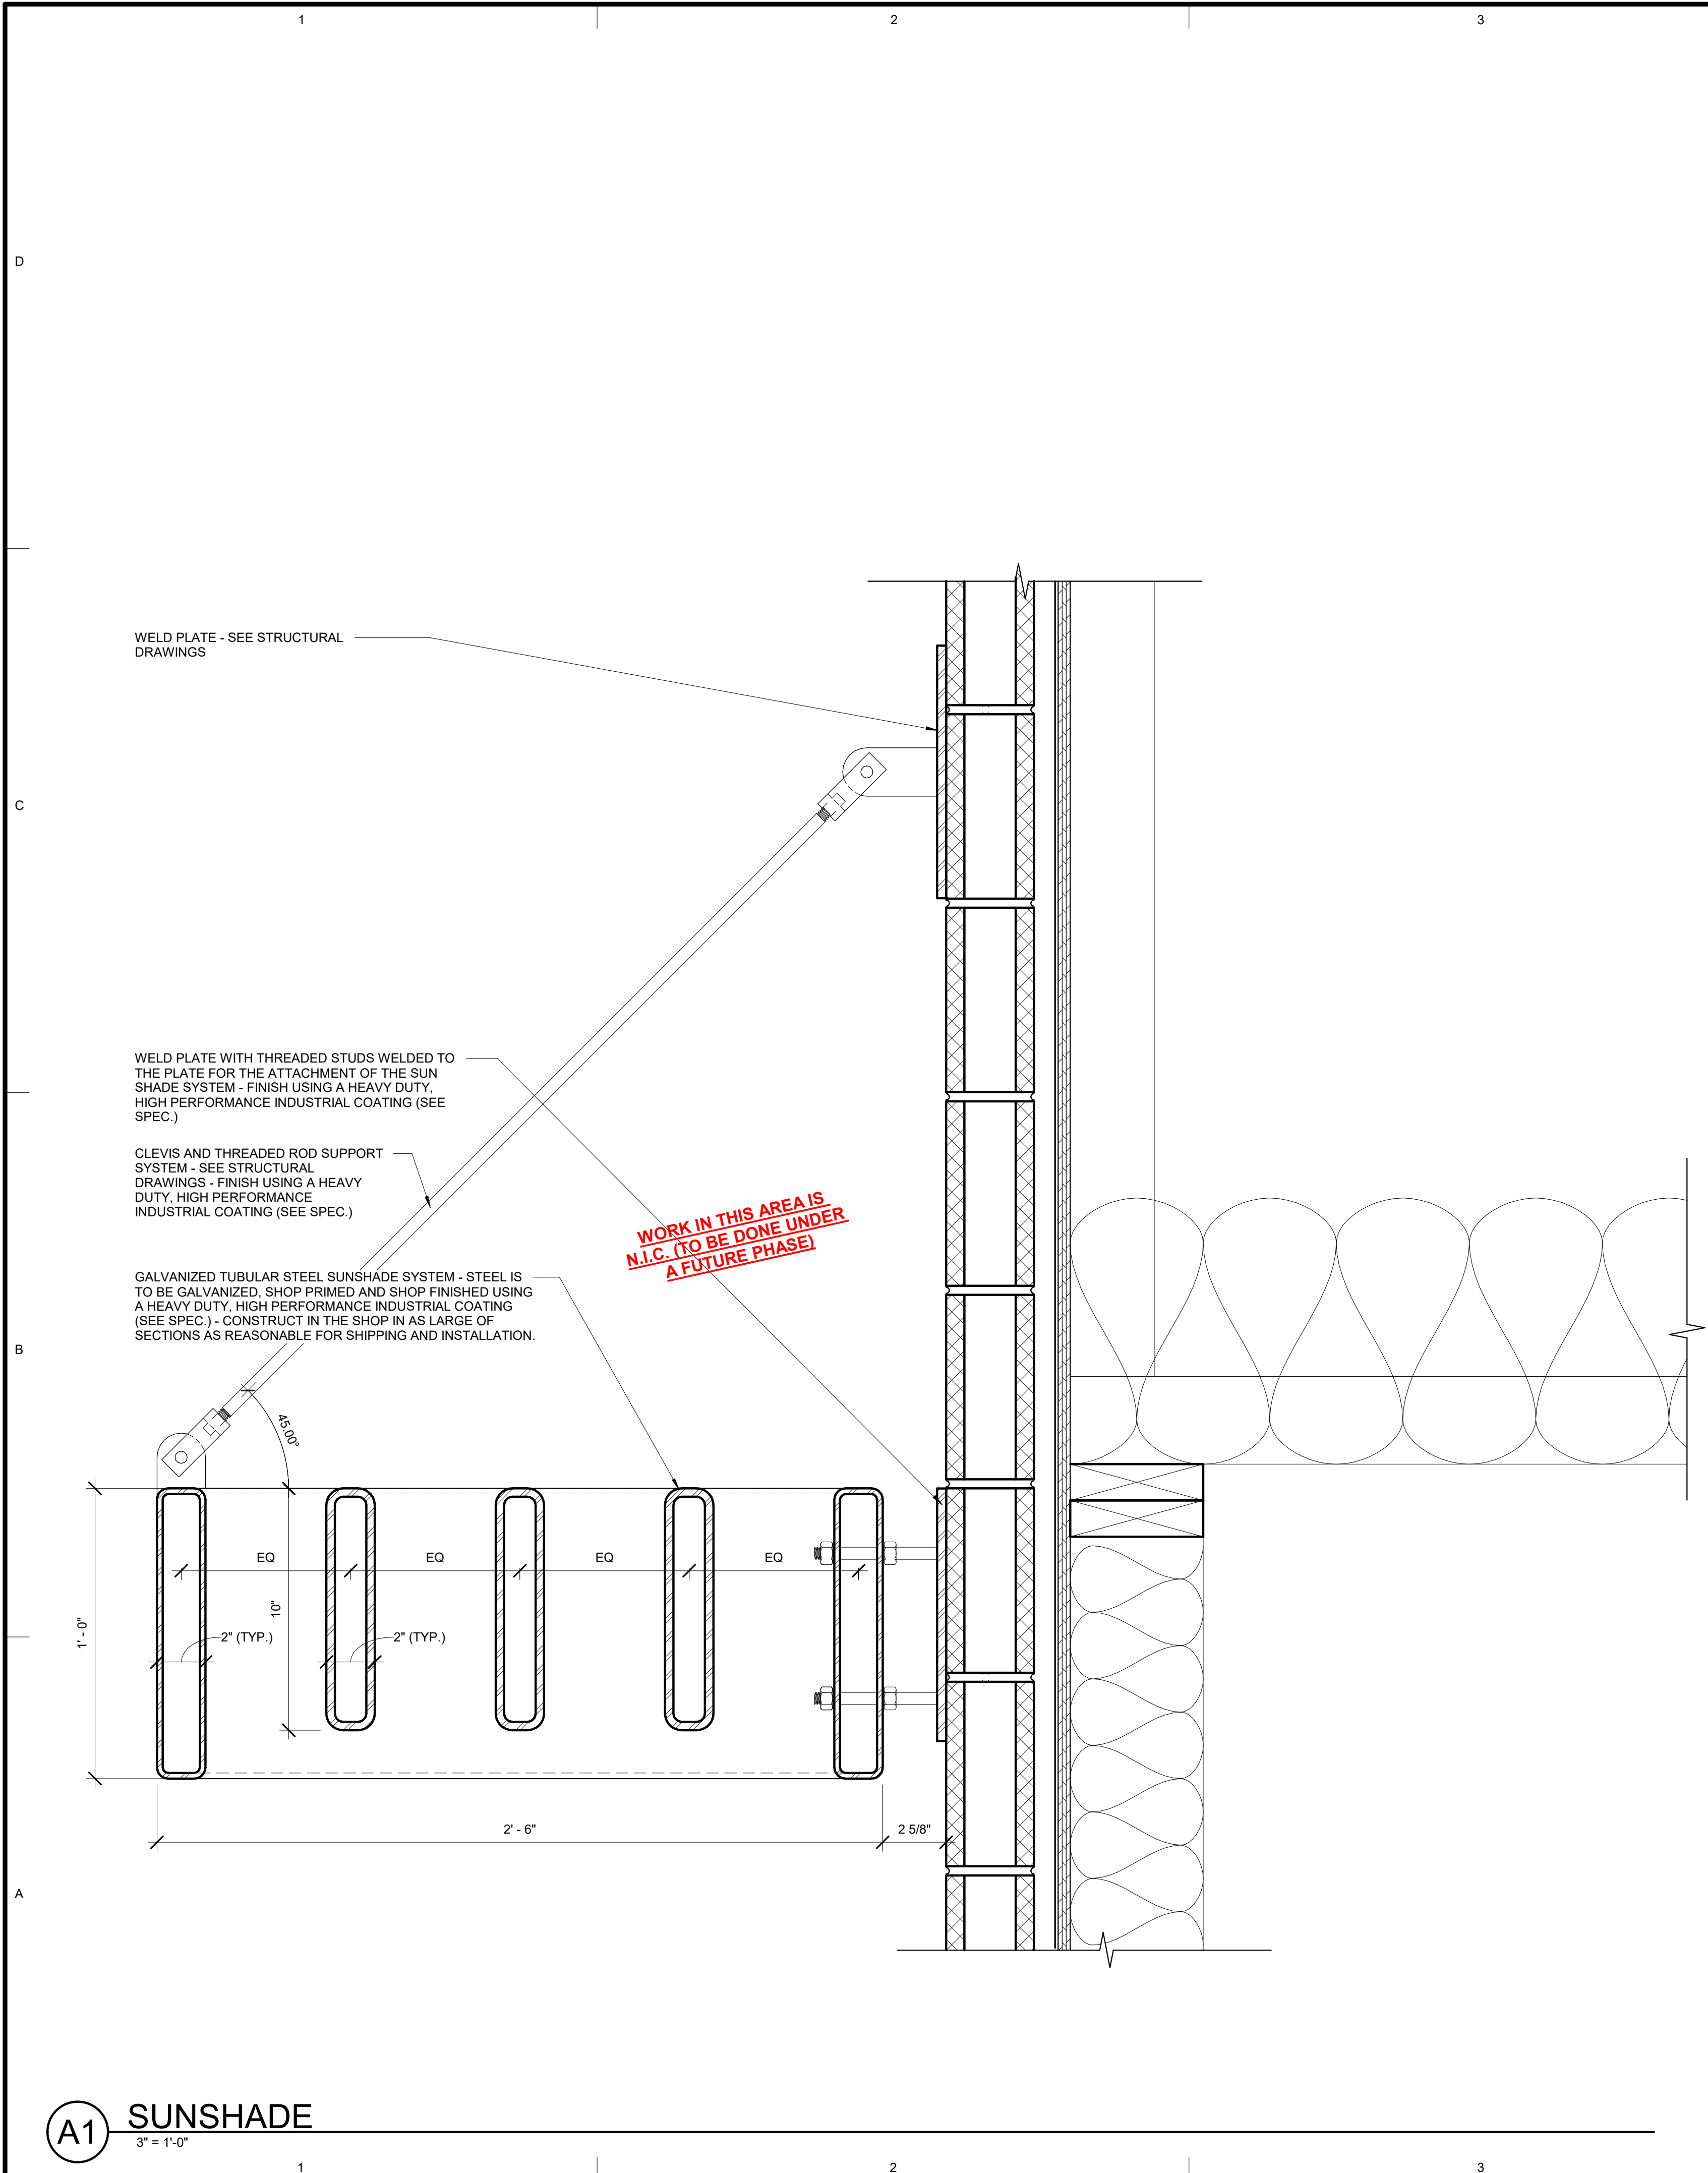 1
2
3
D
WELD PLATE - SEE STRUCTURAL
DRAWINGS
C
WELD PLATE WITH THREADED STUDS WELDED TO
THE PLATE FOR THE ATTACHMENT OF THE SUN
SHADE SYSTEM - FINISH USING A HEAVY DUTY,
HIGH PERFORMANCE INDUSTRIAL COATING (SEE
SPEC.)
CLEVIS AND THREADED ROD SUPPORT
SYSTEM - SEE STRUCTURAL
DRAWINGS - FINISH USING A HEAVY
DUTY, HIGH PERFORMANCE
INDUSTRIAL COATING (SEE SPEC.)
WORK IN THIS AREA IS
N.I.C. (TO BE DONE UNDER
A FUTURE PHASE)
GALVANIZED TUBULAR STEEL SUNSHADE SYSTEM - STEEL IS
TO BE GALVANIZED, SHOP PRIMED AND SHOP FINISHED USING
A HEAVY DUTY, HIGH PERFORMANCE INDUSTRIAL COATING
(SEE SPEC.) - CONSTRUCT IN THE SHOP IN AS LARGE OF
SECTIONS AS REASONABLE FOR SHIPPING AND INSTALLATION.
B
45.00°
EQ
EQ
EQ
EQ
10"
1' - 0"
2" (TYP.)
2" (TYP.)
2' - 6"
2 5/8"
A
A1
SUNSHADE
3" = 1'-0"
1
2
3